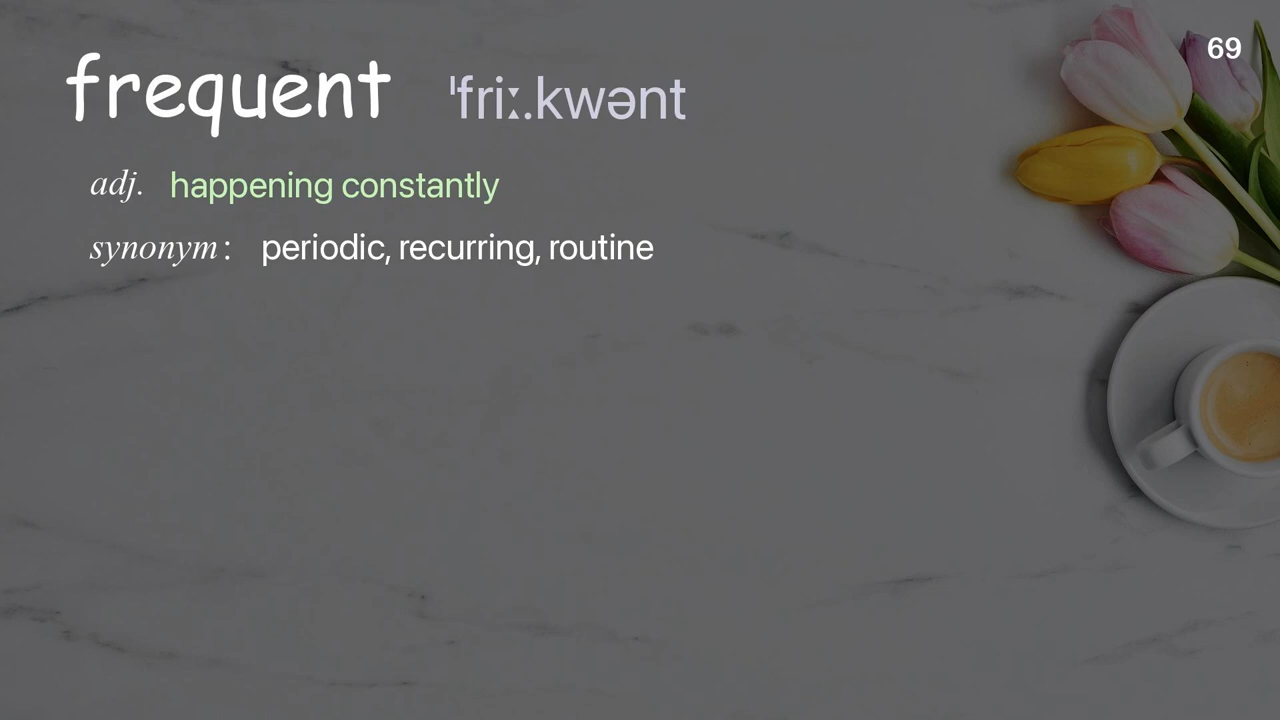 69
frequent ˈfriː.kwənt
adj. happening constantly
synonym: periodic, recurring, routine